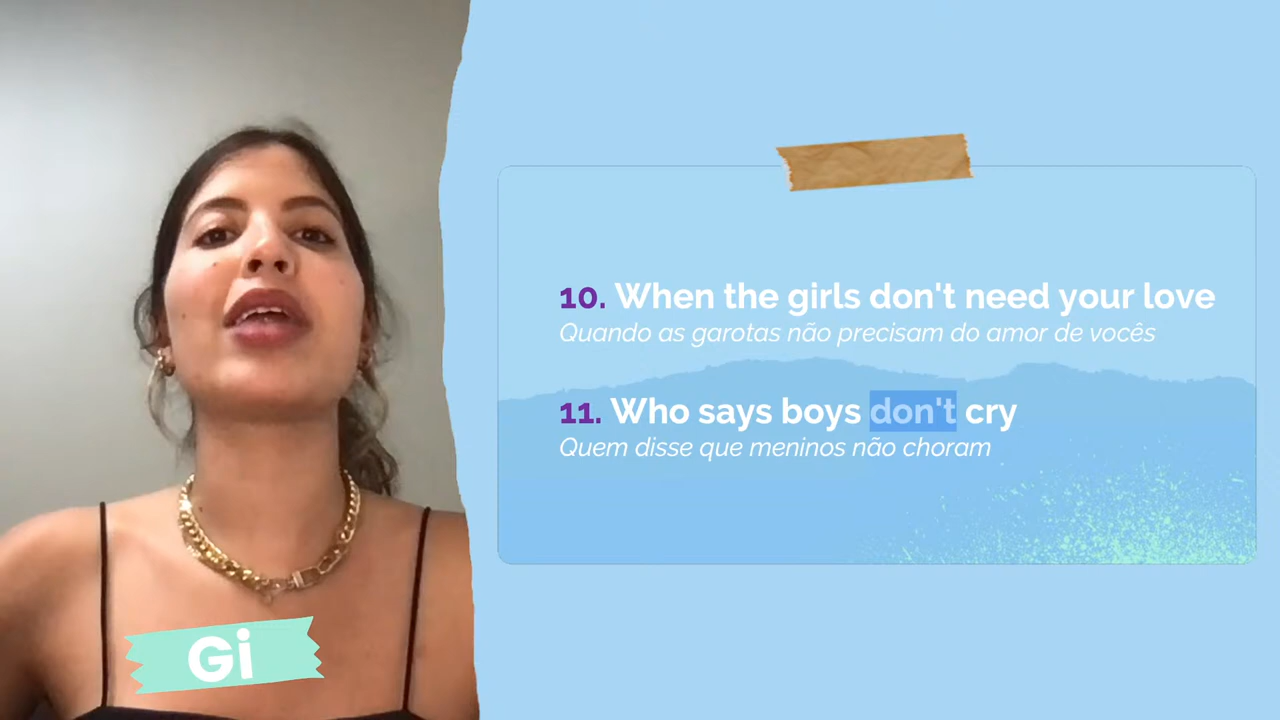 10. When the girls don't need your love
Quando as garotas não precisam do amor de vocês
11. Who says boys don't cry
Quem disse que meninos não choram
Gi